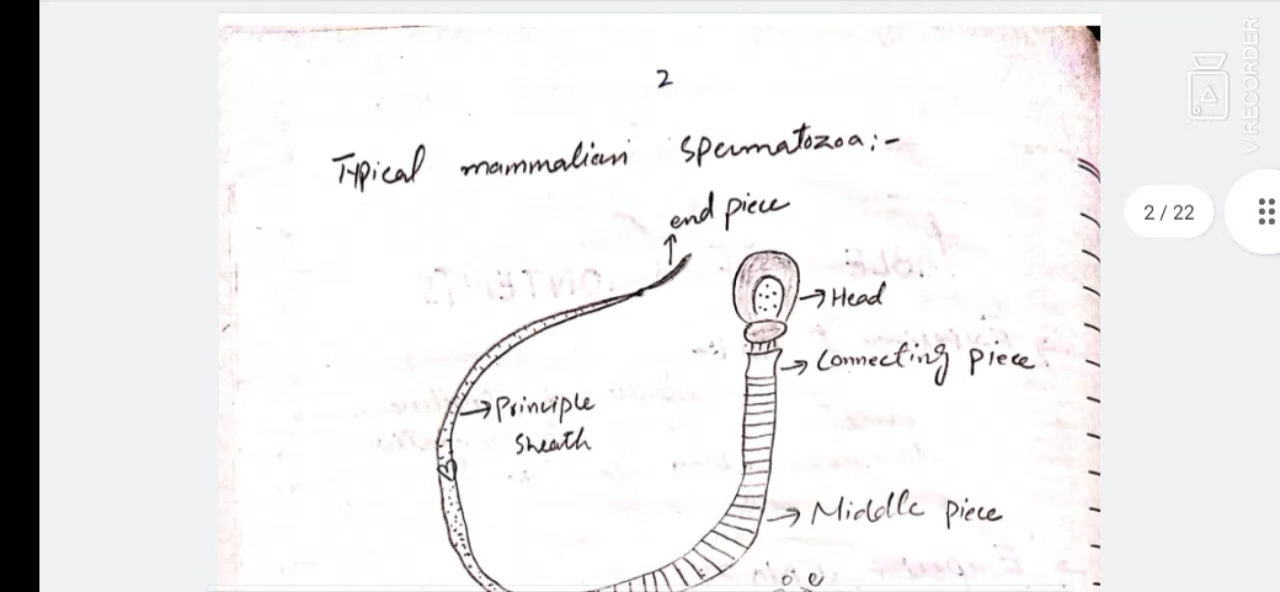 2
Typical mammalian spermatozoa:-
end piece
Head
Connecting piece
Principle
Sheath
Middle piece
2 / 22
V RECORDER